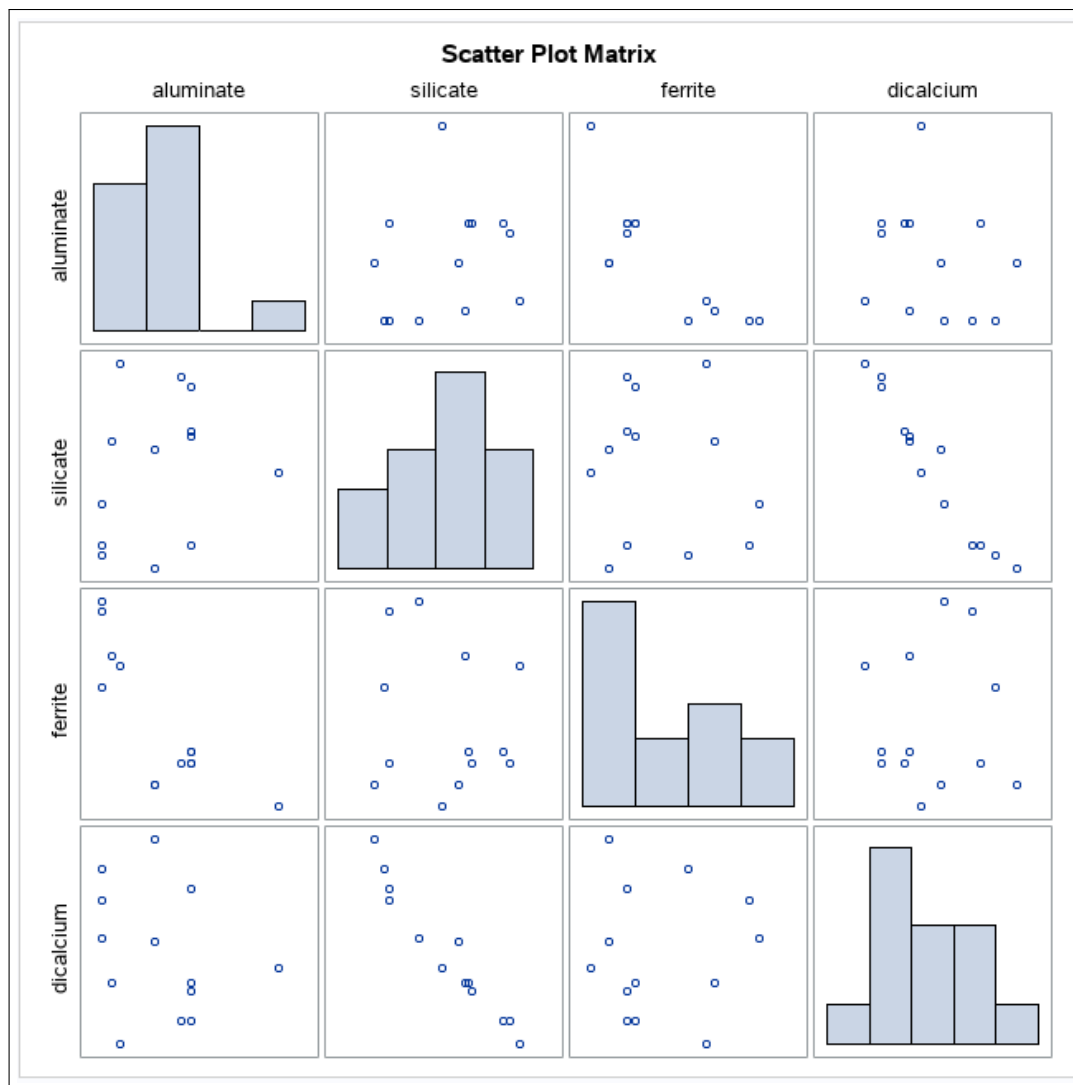 Scatter Plot Matrix
aluminate silicate ferrite dicalcium
aluminate
silicate
ferrite
dicalcium